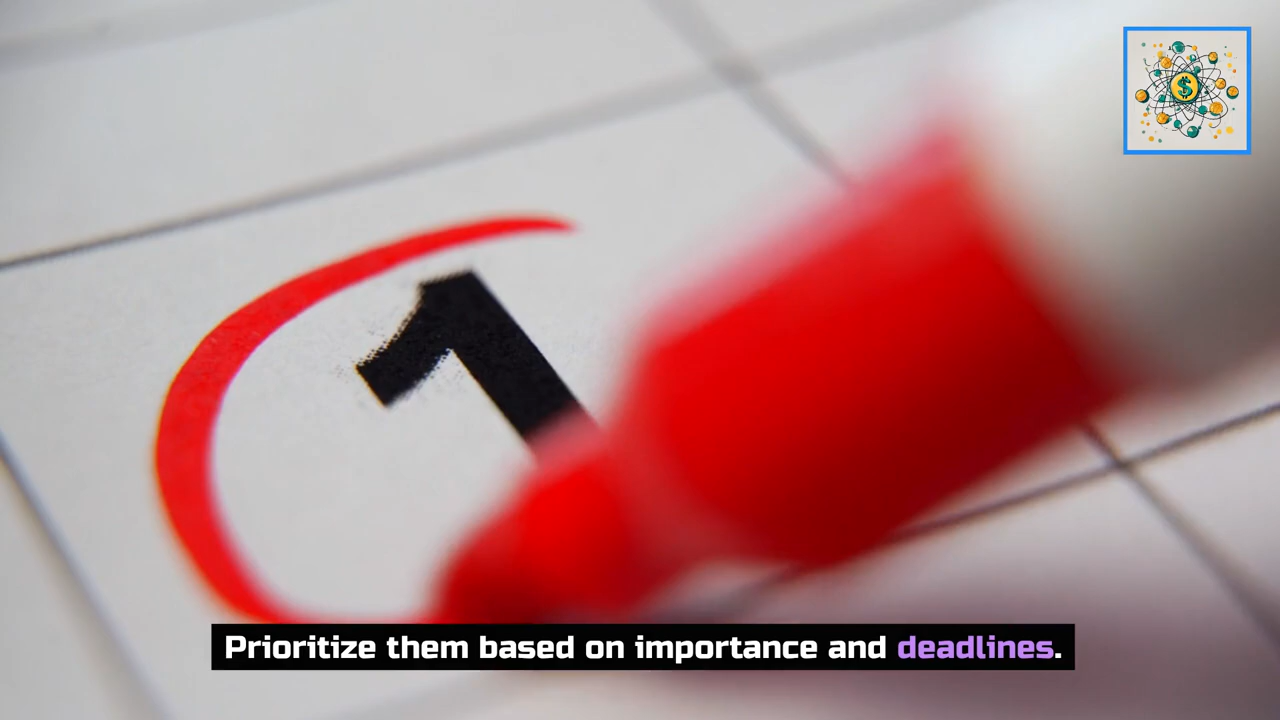 $
1
Prioritize them based on importance and deadlines.